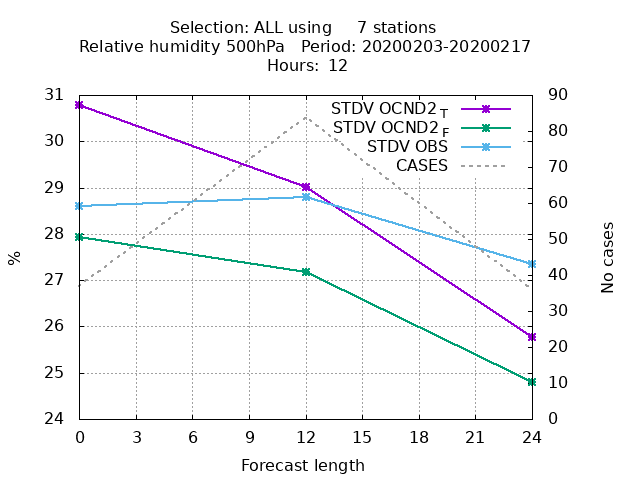 Selection: ALL using     7 stations
Relative humidity 500hPa   Period: 20200203-20200217
Hours:  12
STDV OCND2 T
STDV OCND2 F
STDV OBS
CASES
31
30
29
28
27
26
25
24
%
90
80
70
60
50
40
30
20
10
0
No cases
0 3 6 9 12 15 18 21 24
Forecast length